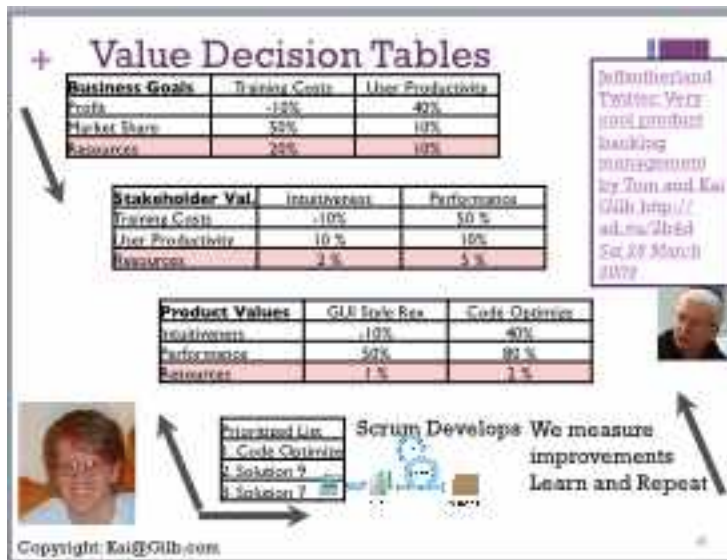 + Value Decision Tables
Business Goals Training Costs User Productivity
Profit -10% 40%
Market Share 50% 10%
Resources 20% 10%
Stakeholder Val. Intuitiveness Performance
Training Costs -10% 50 %
User Productivity 10 % 10%
Resources 2 % 5 %
Product Values GUI Style Rex Code Optimize
Intuitiveness -10% 40%
Performance 50% 80 %
Resources 1 % 2 %
Prioritized List
1. Code Optimize
2. Solution 9
3. Solution 7
Scrum Develops
We measure
improvements
Learn and Repeat
Jeffsutherland
Twitter: Very
cool product
backlog
management
by Tom and Kai
Gilb http://
Sat 28 March
2009
Copyright: Kai@Gilb.com